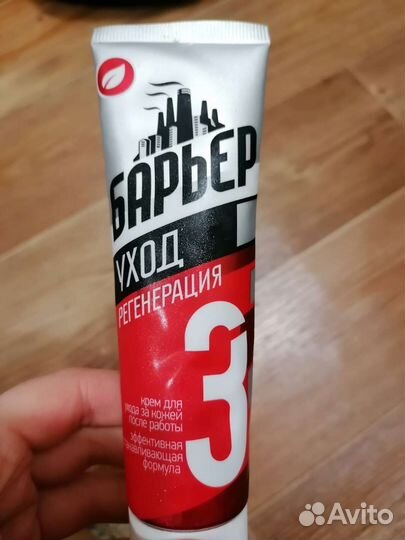 БАРЬЕР
УХОД
РЕГЕНЕРАЦИЯ
3
крем для
ухода за кожей
после работы
эффективная
формула
Avito